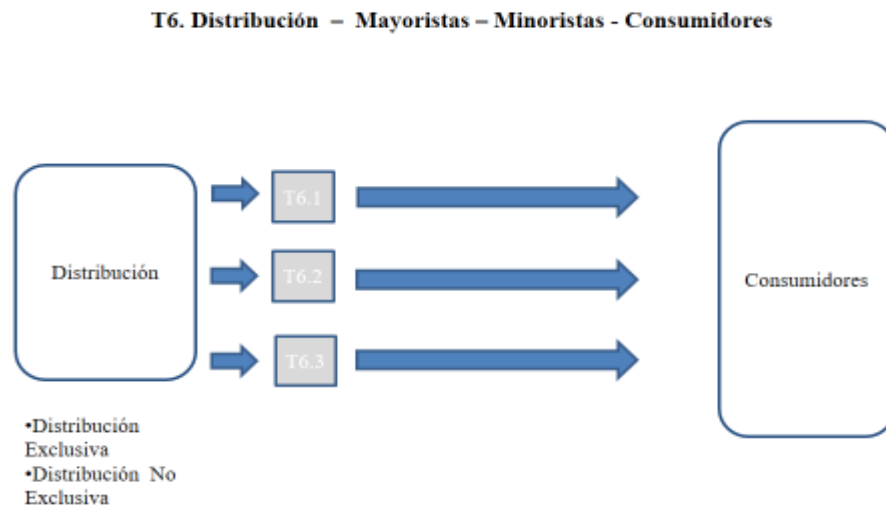 T6. Distribución – Mayoristas – Minoristas - Consumidores
T6.1
Distribución
T6.2
Consumidores
T6.3
•Distribución
Exclusiva
•Distribución No
Exclusiva